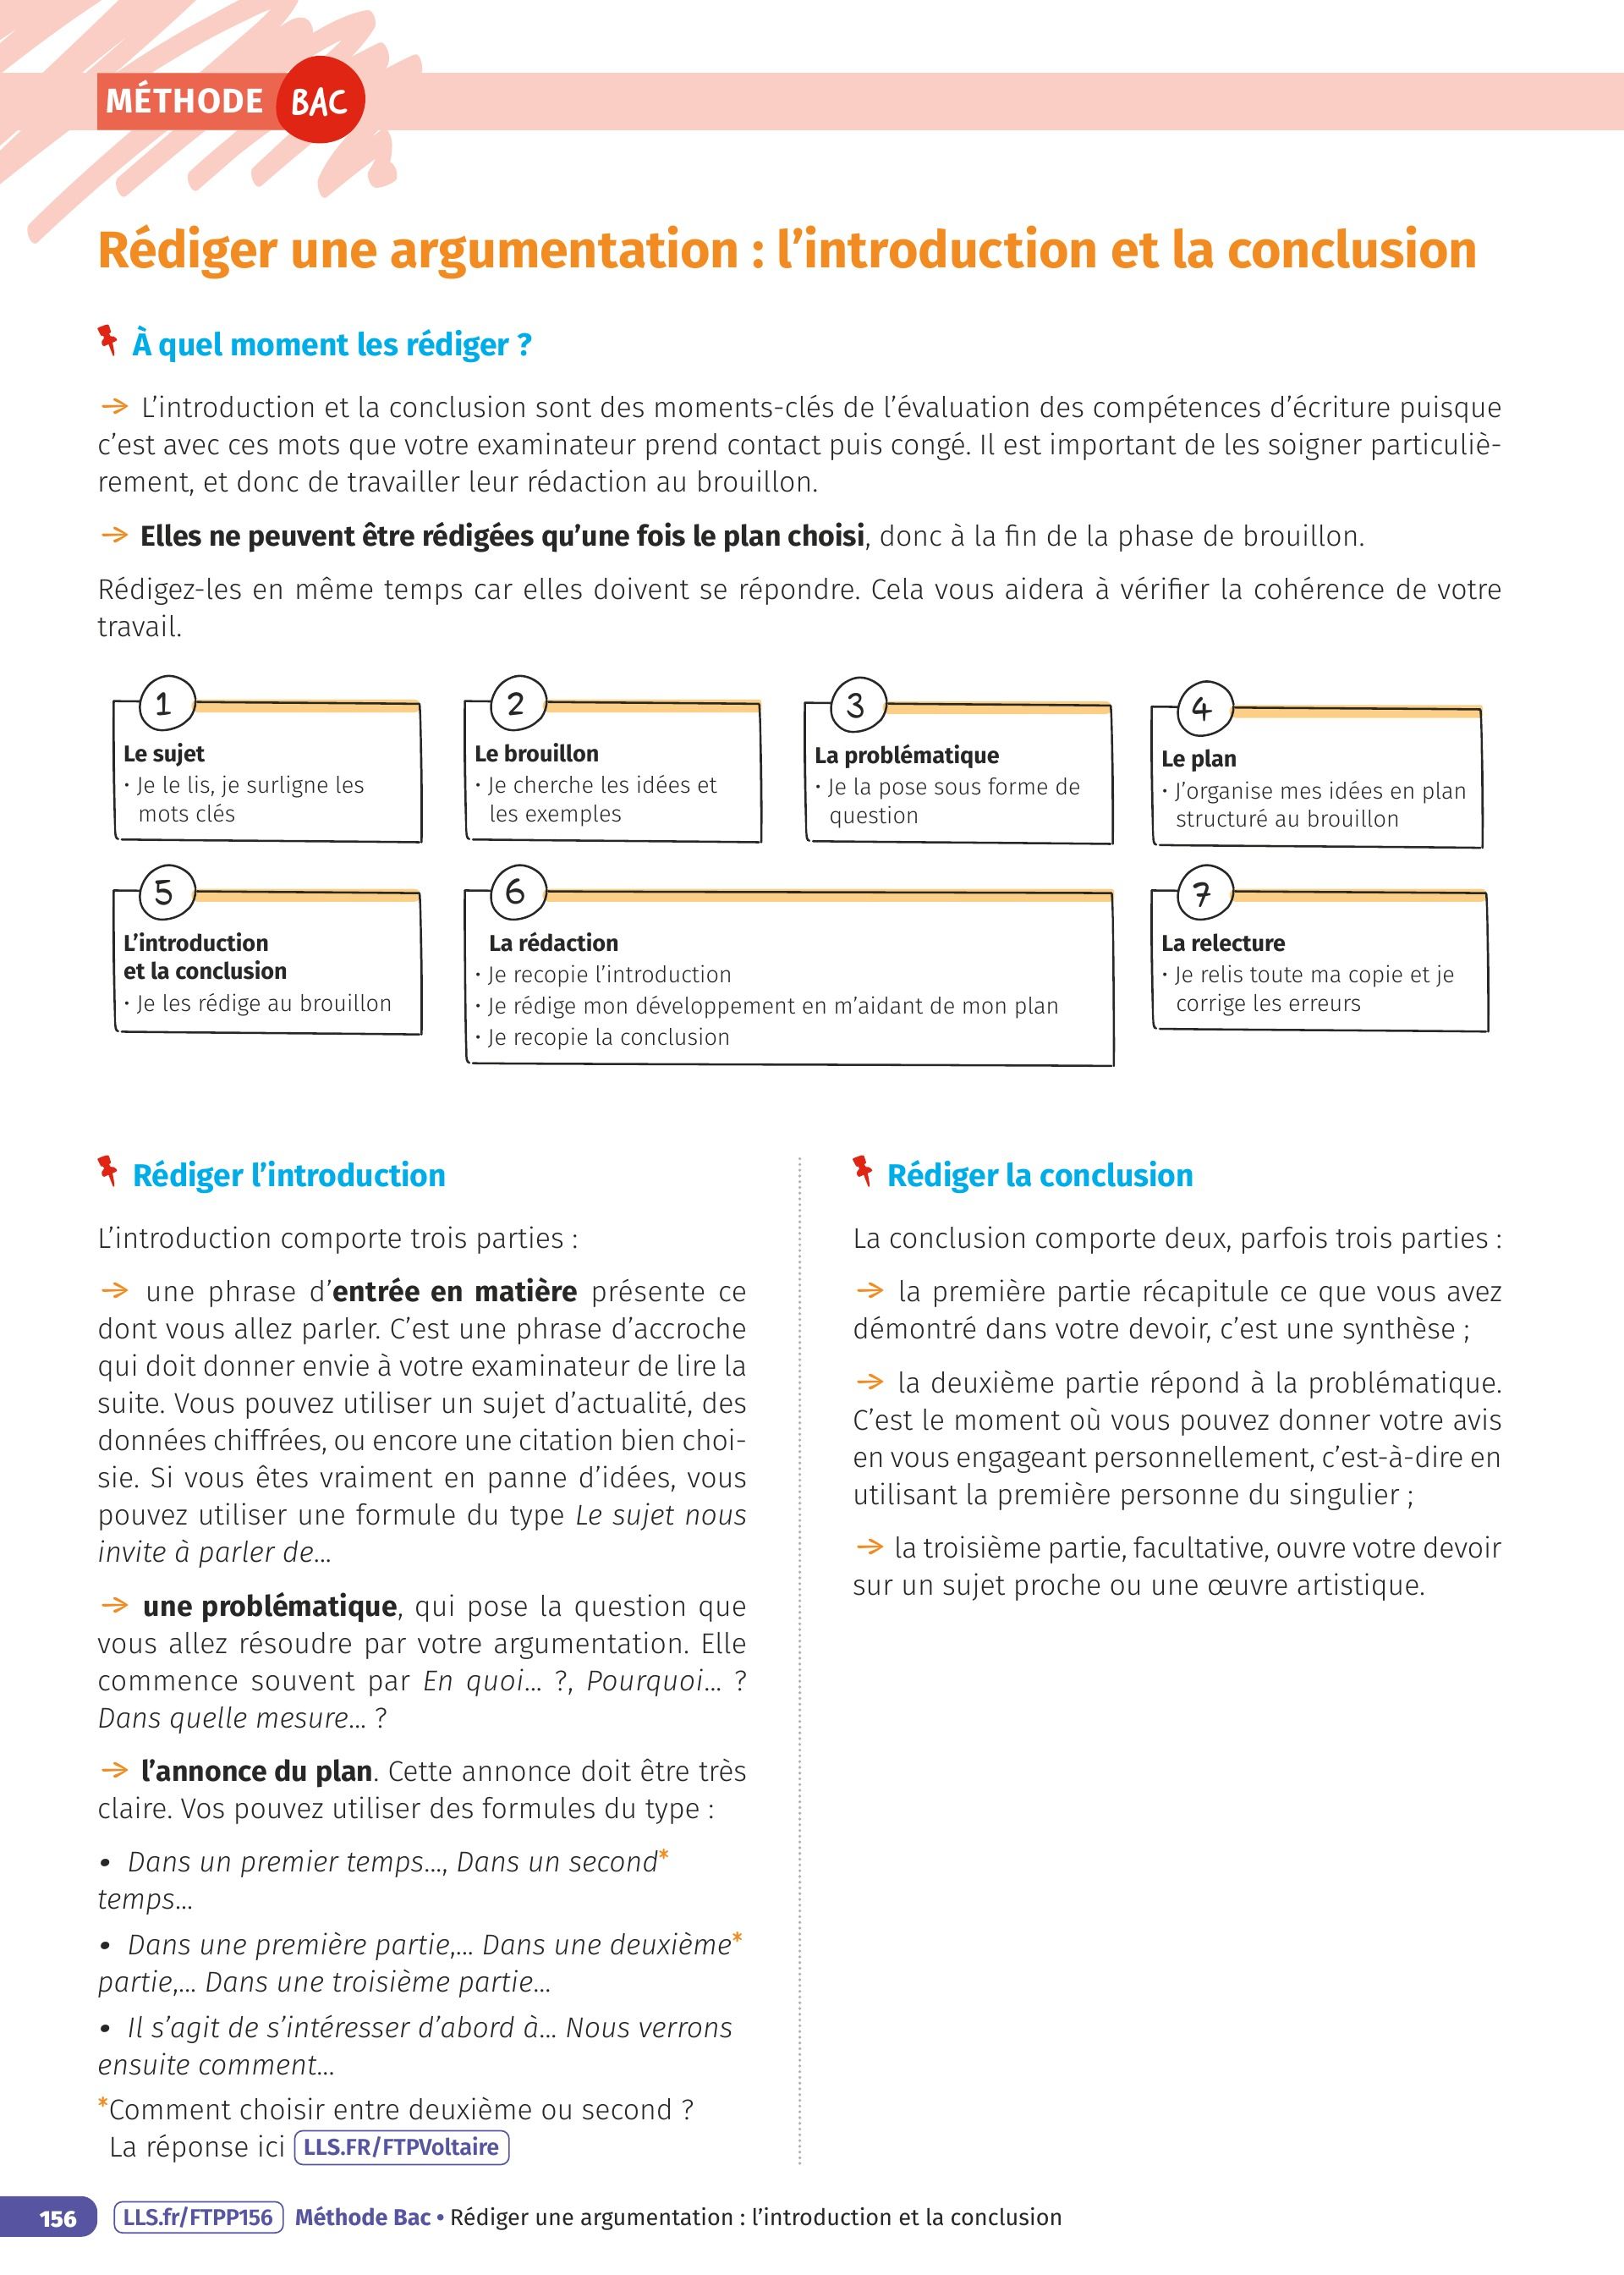 MÉTHODE BAC
Rédiger une argumentation : l’introduction et la conclusion
À quel moment les rédiger ?
→ L’introduction et la conclusion sont des moments-clés de l’évaluation des compétences d’écriture puisque
c’est avec ces mots que votre examinateur prend contact puis congé. Il est important de les soigner particuliè-
rement, et donc de travailler leur rédaction au brouillon.
→ Elles ne peuvent être rédigées qu’une fois le plan choisi, donc à la fin de la phase de brouillon.
Rédigez-les en même temps car elles doivent se répondre. Cela vous aidera à vérifier la cohérence de votre
travail.
1
Le sujet
· Je le lis, je surligne les
mots clés
2
Le brouillon
· Je cherche les idées et
les exemples
3
La problématique
· Je la pose sous forme de
question
4
Le plan
· J’organise mes idées en plan
structuré au brouillon
5
L’introduction
et la conclusion
· Je les rédige au brouillon
6
La rédaction
· Je recopie l’introduction
· Je rédige mon développement en m’aidant de mon plan
· Je recopie la conclusion
7
La relecture
· Je relis toute ma copie et je
corrige les erreurs
Rédiger l’introduction
L’introduction comporte trois parties :
→ une phrase d’entrée en matière présente ce
dont vous allez parler. C’est une phrase d’accroche
qui doit donner envie à votre examinateur de lire la
suite. Vous pouvez utiliser un sujet d’actualité, des
données chiffrées, ou encore une citation bien choi-
sie. Si vous êtes vraiment en panne d’idées, vous
pouvez utiliser une formule du type Le sujet nous
invite à parler de...
→ une problématique, qui pose la question que
vous allez résoudre par votre argumentation. Elle
commence souvent par En quoi... ?, Pourquoi... ?
Dans quelle mesure... ?
→ l’annonce du plan. Cette annonce doit être très
claire. Vos pouvez utiliser des formules du type :
• Dans un premier temps..., Dans un second*
temps...
• Dans une première partie,... Dans une deuxième*
partie,... Dans une troisième partie...
• Il s’agit de s’intéresser d’abord à... Nous verrons
ensuite comment...
*Comment choisir entre deuxième ou second ?
La réponse ici LLS.FR/FTPVoltaire
Rédiger la conclusion
La conclusion comporte deux, parfois trois parties :
→ la première partie récapitule ce que vous avez
démontré dans votre devoir, c’est une synthèse ;
→ la deuxième partie répond à la problématique.
C’est le moment où vous pouvez donner votre avis
en vous engageant personnellement, c’est-à-dire en
utilisant la première personne du singulier ;
→ la troisième partie, facultative, ouvre votre devoir
sur un sujet proche ou une œuvre artistique.
156 LLS.fr/FTPP156 Méthode Bac • Rédiger une argumentation : l’introduction et la conclusion